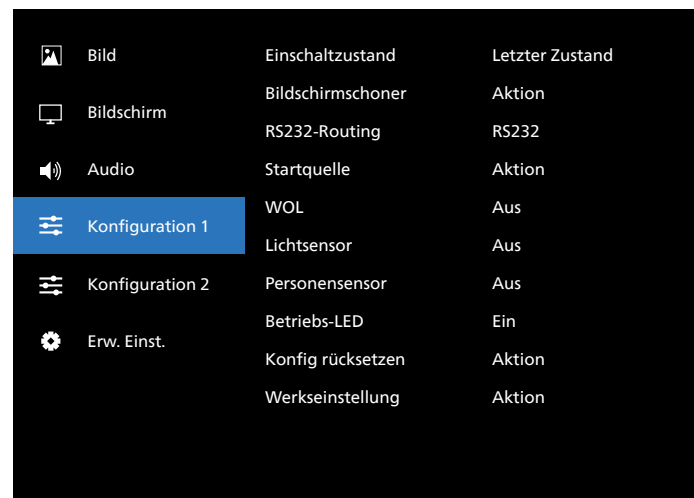 Bild
Bildschirm
Audio
Konfiguration 1
Konfiguration 2
Erw. Einst.
Einschaltzustand Letzter Zustand
Bildschirmschoner Aktion
RS232-Routing RS232
Startquelle Aktion
WOL Aus
Lichtsensor Aus
Personensensor Aus
Betriebs-LED Ein
Konfig rücksetzen Aktion
Werkseinstellung Aktion